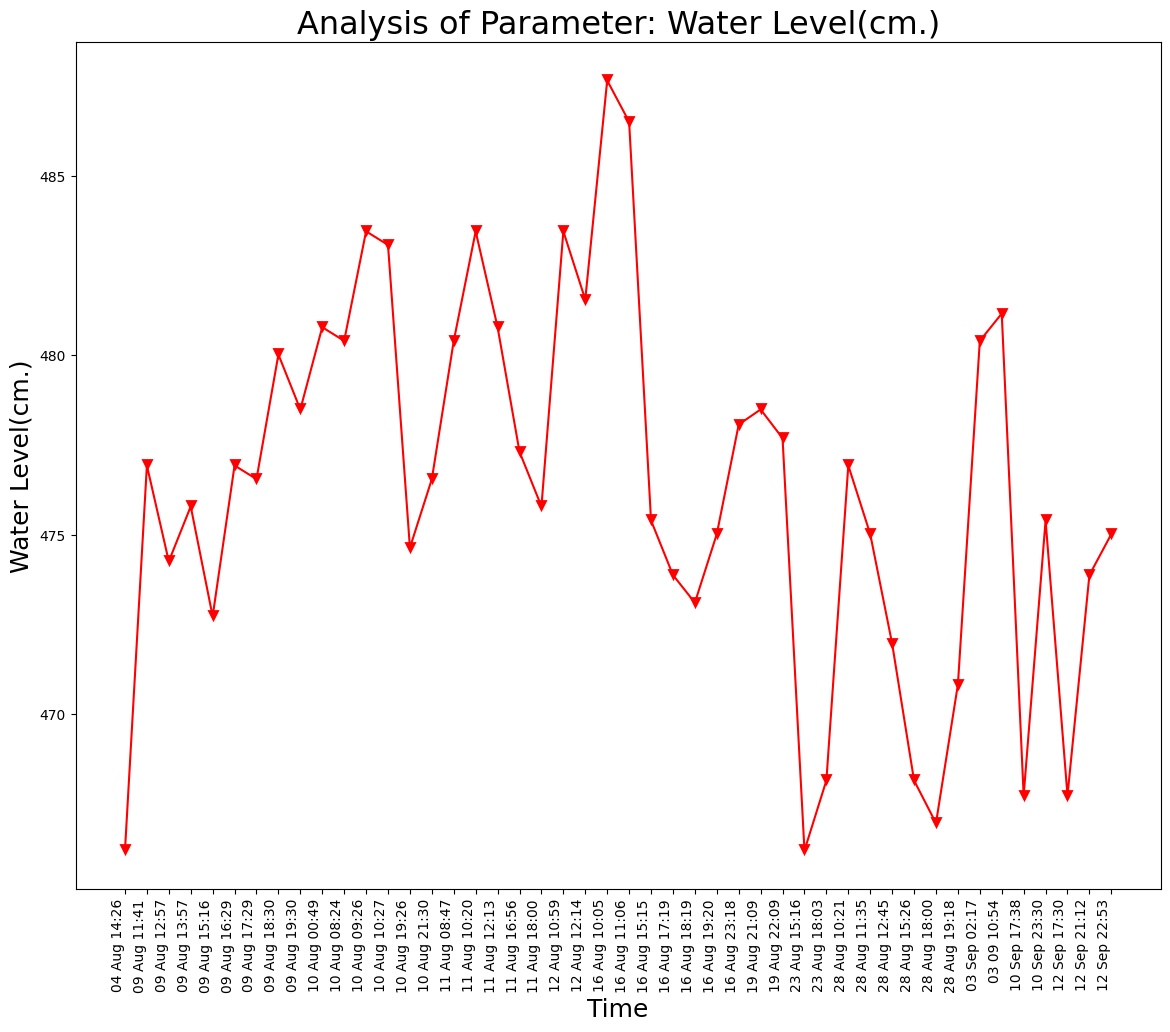 Analysis of Parameter: Water Level(cm.)
Water Level(cm.)
485
480
475
470
04 Aug 14:26
09 Aug 11:41
09 Aug 12:57
09 Aug 13:57
09 Aug 15:16
09 Aug 16:29
09 Aug 17:29
09 Aug 18:30
09 Aug 19:30
10 Aug 00:49
10 Aug 08:24
10 Aug 09:26
10 Aug 10:27
10 Aug 19:26
10 Aug 21:30
11 Aug 08:47
11 Aug 10:20
11 Aug 12:13
11 Aug 16:56
11 Aug 18:00
12 Aug 10:59
12 Aug 12:14
16 Aug 10:05
16 Aug 11:06
16 Aug 15:15
16 Aug 17:19
16 Aug 18:19
16 Aug 19:20
16 Aug 23:18
19 Aug 21:09
19 Aug 22:09
23 Aug 15:16
23 Aug 18:03
28 Aug 10:21
28 Aug 11:35
28 Aug 12:45
28 Aug 15:26
28 Aug 18:00
28 Aug 19:18
03 Sep 02:17
03 09 10:54
10 Sep 17:38
10 Sep 23:30
12 Sep 17:30
12 Sep 21:12
12 Sep 22:53
Time